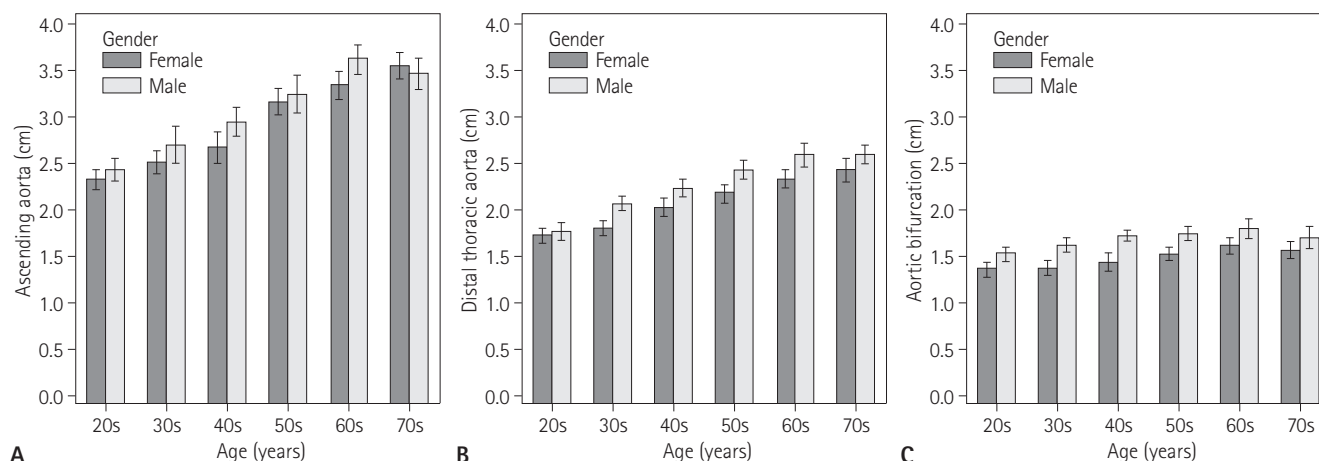 4.0
3.5
3.0
2.5
2.0
1.5
1.0
0.5
0.0
Ascending aorta (cm)
Gender
Female
Male
20s 30s 40s 50s 60s 70s
Age (years)
A
4.0
3.5
3.0
2.5
2.0
1.5
1.0
0.5
0.0
Distal thoracic aorta (cm)
Gender
Female
Male
20s 30s 40s 50s 60s 70s
Age (years)
B
4.0
3.5
3.0
2.5
2.0
1.5
1.0
0.5
0.0
Aortic bifurcation (cm)
Gender
Female
Male
20s 30s 40s 50s 60s 70s
Age (years)
C